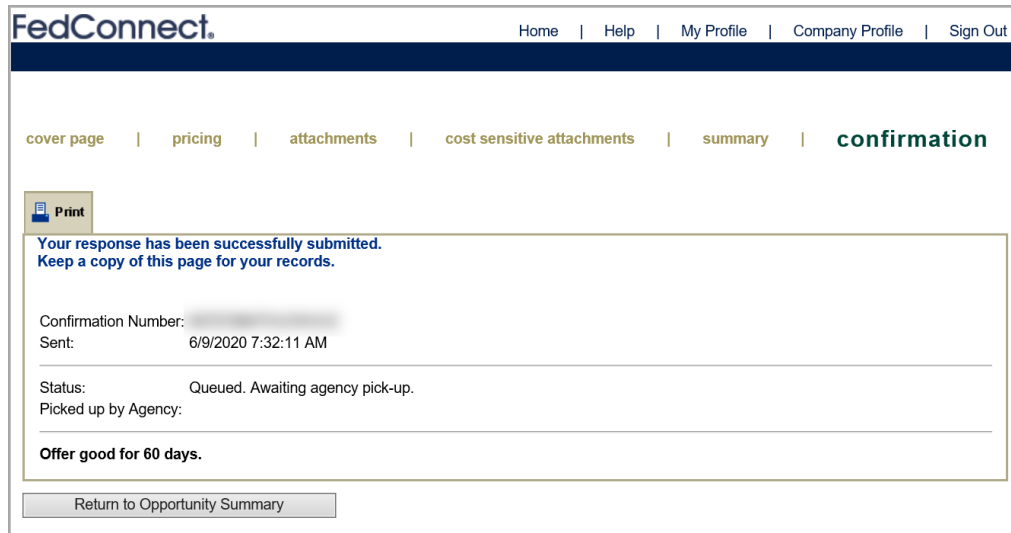 FedConnect®
Home | Help | My Profile | Company Profile | Sign Out
cover page | pricing | attachments | cost sensitive attachments | summary | confirmation
Print
Your response has been successfully submitted.
Keep a copy of this page for your records.
Confirmation Number:
Sent: 6/9/2020 7:32:11 AM
Status: Queued. Awaiting agency pick-up.
Picked up by Agency:
Offer good for 60 days.
Return to Opportunity Summary